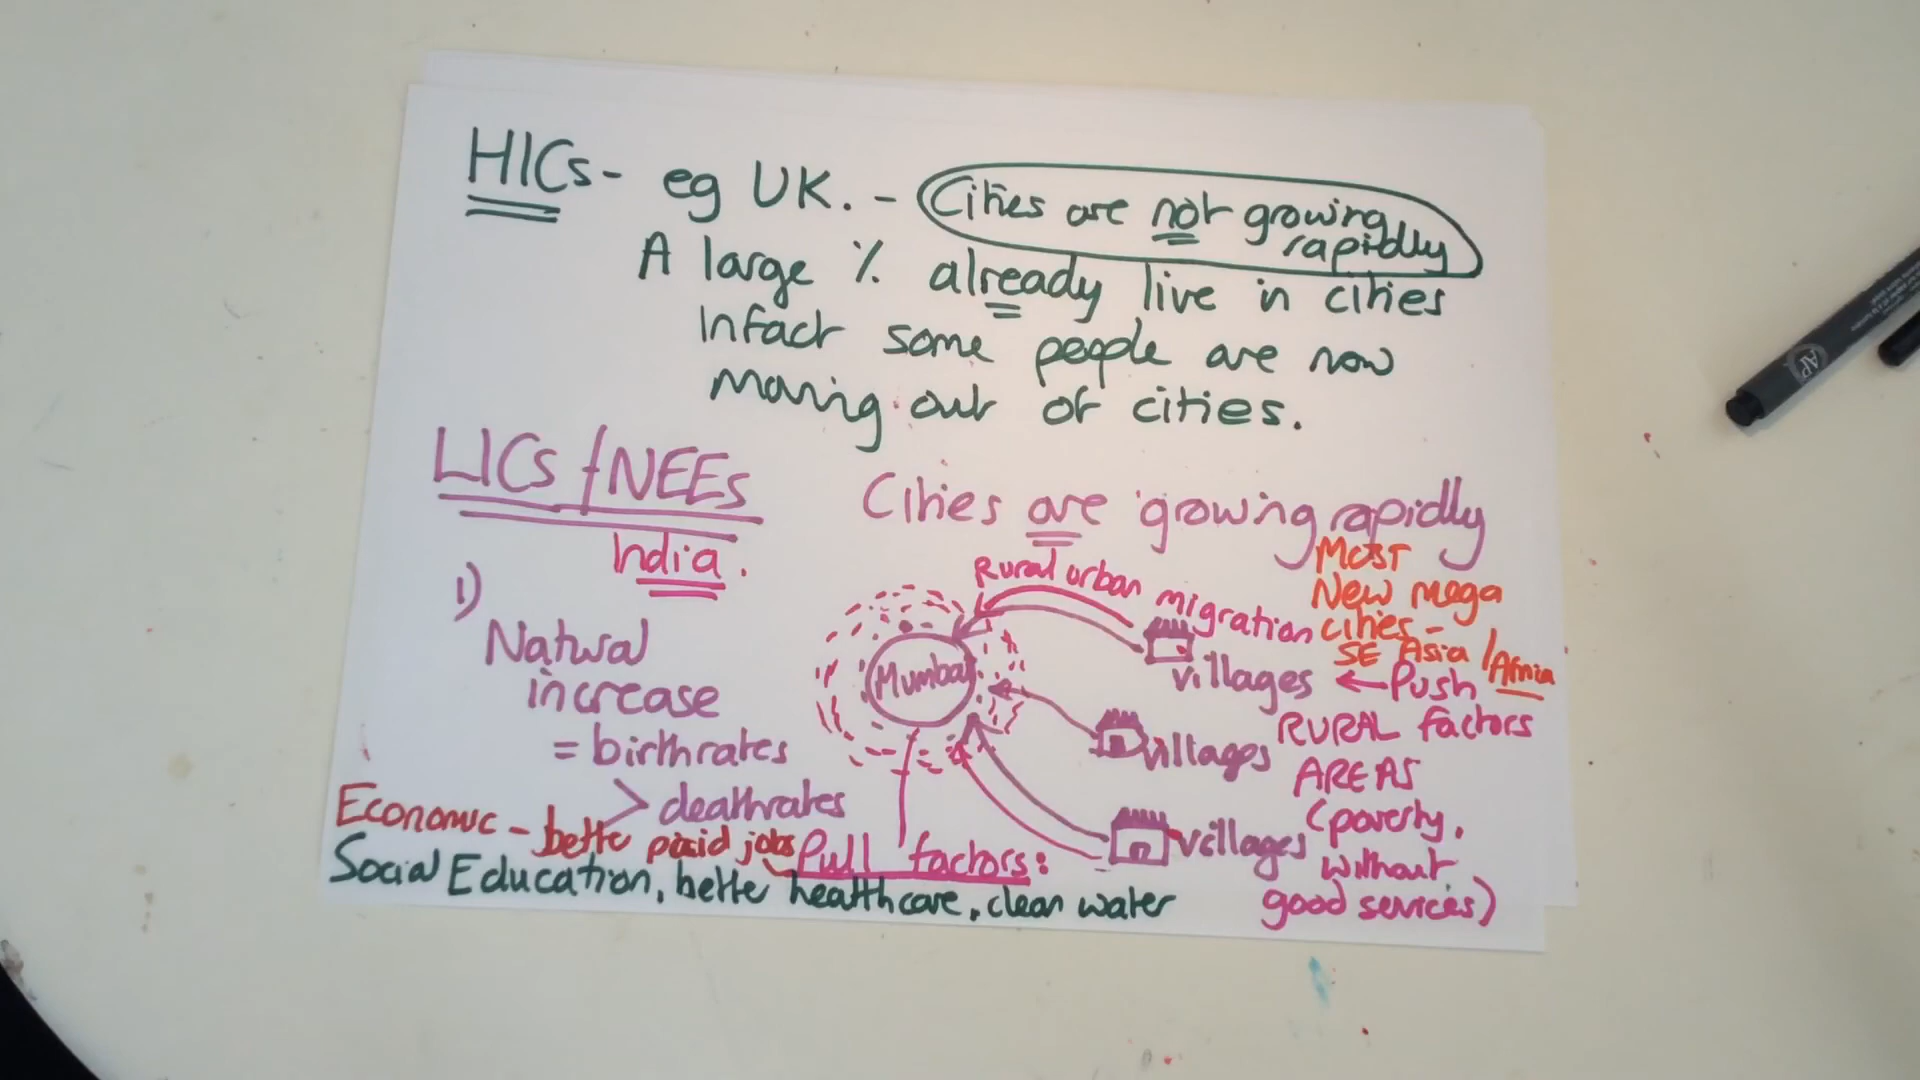 HICs - eg UK. - Cities are not growing rapidly
A large % already live in cities
Infact some people are now
moving out of cities.
LICs / NEEs
India.
Cities are growing rapidly
1)
Natural
increase
= birthrates
> deathrates
Rural urban migration
Mumbai
villages
villages
villages
MOST
New mega
cities -
SE Asia / Africa
← Push
factors
RURAL
AREAS
(poverty,
without
good services)
Pull factors:
Economic - bette paid jobs
Social Education, bette healthcare, clean water
AP